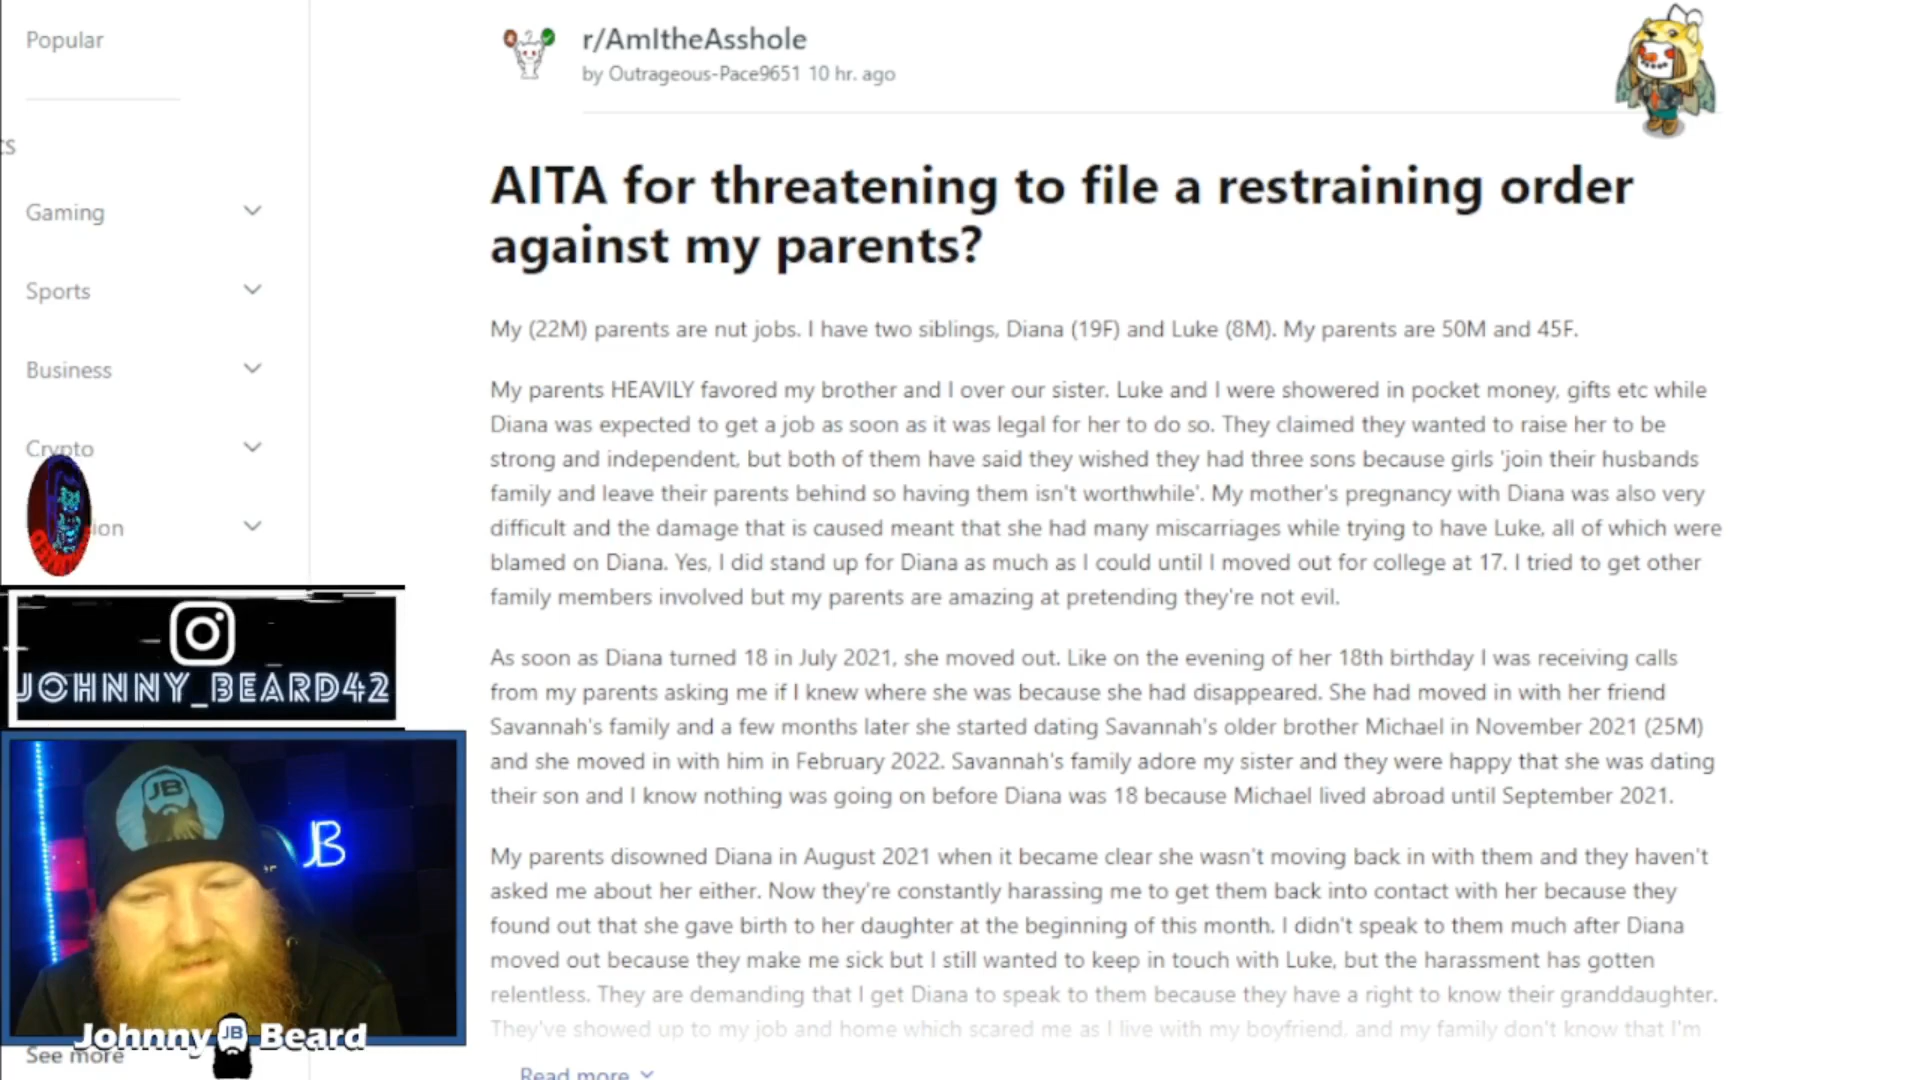 Popular
cs
Gaming
Sports
Business
Crypto
ion
See more
r/AmItheAsshole
by Outrageous-Pace9651 10 hr. ago
AITA for threatening to file a restraining order
against my parents?
My (22M) parents are nut jobs. I have two siblings, Diana (19F) and Luke (8M). My parents are 50M and 45F.
My parents HEAVILY favored my brother and I over our sister. Luke and I were showered in pocket money, gifts etc while
Diana was expected to get a job as soon as it was legal for her to do so. They claimed they wanted to raise her to be
strong and independent, but both of them have said they wished they had three sons because girls 'join their husbands
family and leave their parents behind so having them isn't worthwhile'. My mother's pregnancy with Diana was also very
difficult and the damage that is caused meant that she had many miscarriages while trying to have Luke, all of which were
blamed on Diana. Yes, I did stand up for Diana as much as I could until I moved out for college at 17. I tried to get other
family members involved but my parents are amazing at pretending they're not evil.
As soon as Diana turned 18 in July 2021, she moved out. Like on the evening of her 18th birthday I was receiving calls
from my parents asking me if I knew where she was because she had disappeared. She had moved in with her friend
Savannah's family and a few months later she started dating Savannah's older brother Michael in November 2021 (25M)
and she moved in with him in February 2022. Savannah's family adore my sister and they were happy that she was dating
their son and I know nothing was going on before Diana was 18 because Michael lived abroad until September 2021.
My parents disowned Diana in August 2021 when it became clear she wasn't moving back in with them and they haven't
asked me about her either. Now they're constantly harassing me to get them back into contact with her because they
found out that she gave birth to her daughter at the beginning of this month. I didn't speak to them much after Diana
moved out because they make me sick but I still wanted to keep in touch with Luke, but the harassment has gotten
relentless. They are demanding that I get Diana to speak to them because they have a right to know their granddaughter.
They've showed up to my job and home which scared me as I live with my boyfriend, and my family don't know that I'm
Read more
JOHNNY_BEARD42
JB
JB
Johnny JB Beard